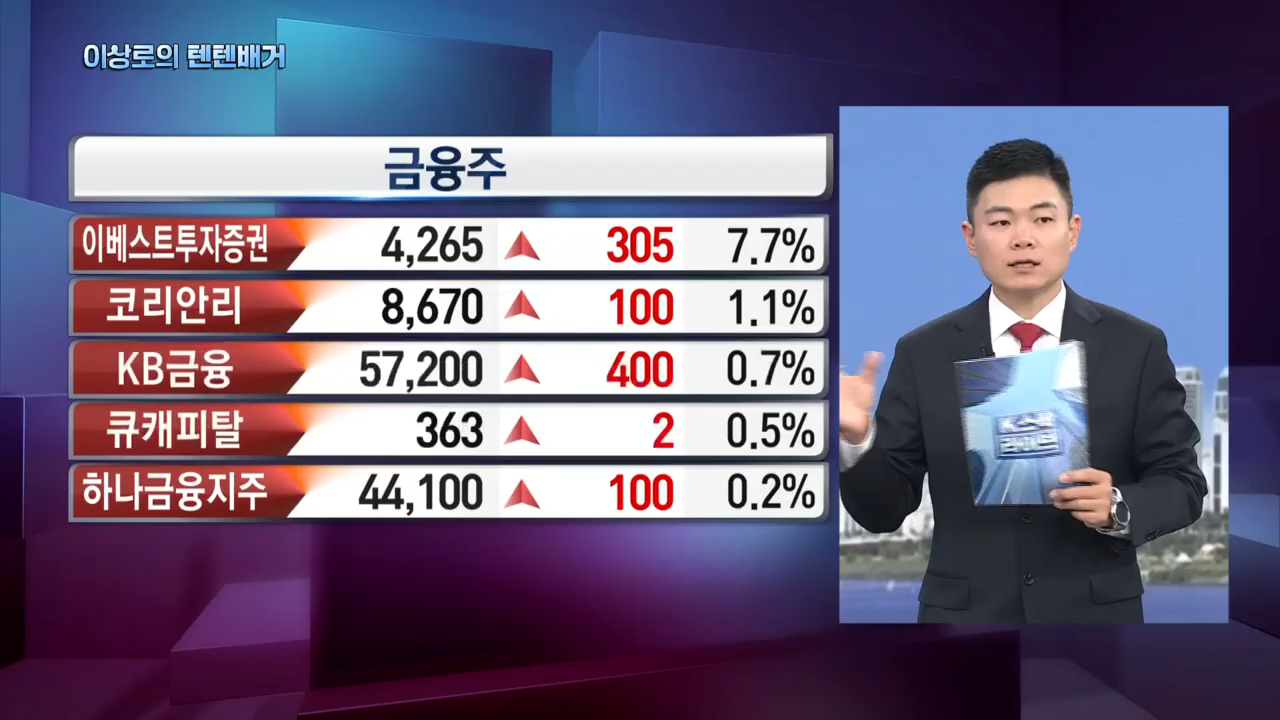 이상로의 텐텐배거
금융주
이베스트투자증권 4,265 ▲ 305 7.7%
코리안리 8,670 ▲ 100 1.1%
KB금융 57,200 ▲ 400 0.7%
큐캐피탈 363 ▲ 2 0.5%
하나금융지주 44,100 ▲ 100 0.2%